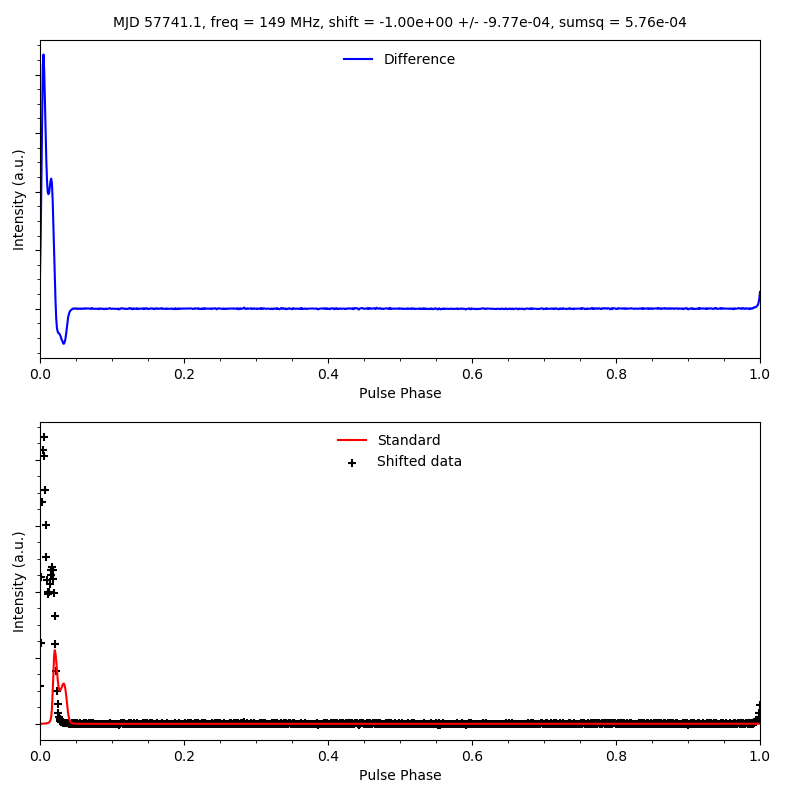 MJD 57741.1, freq = 149 MHz, shift = -1.00e+00 +/- -9.77e-04, sumsq = 5.76e-04
Difference
Intensity (a.u.)
0.0 0.2 0.4 0.6 0.8 1.0
Pulse Phase
Standard
Shifted data
Intensity (a.u.)
0.0 0.2 0.4 0.6 0.8 1.0
Pulse Phase